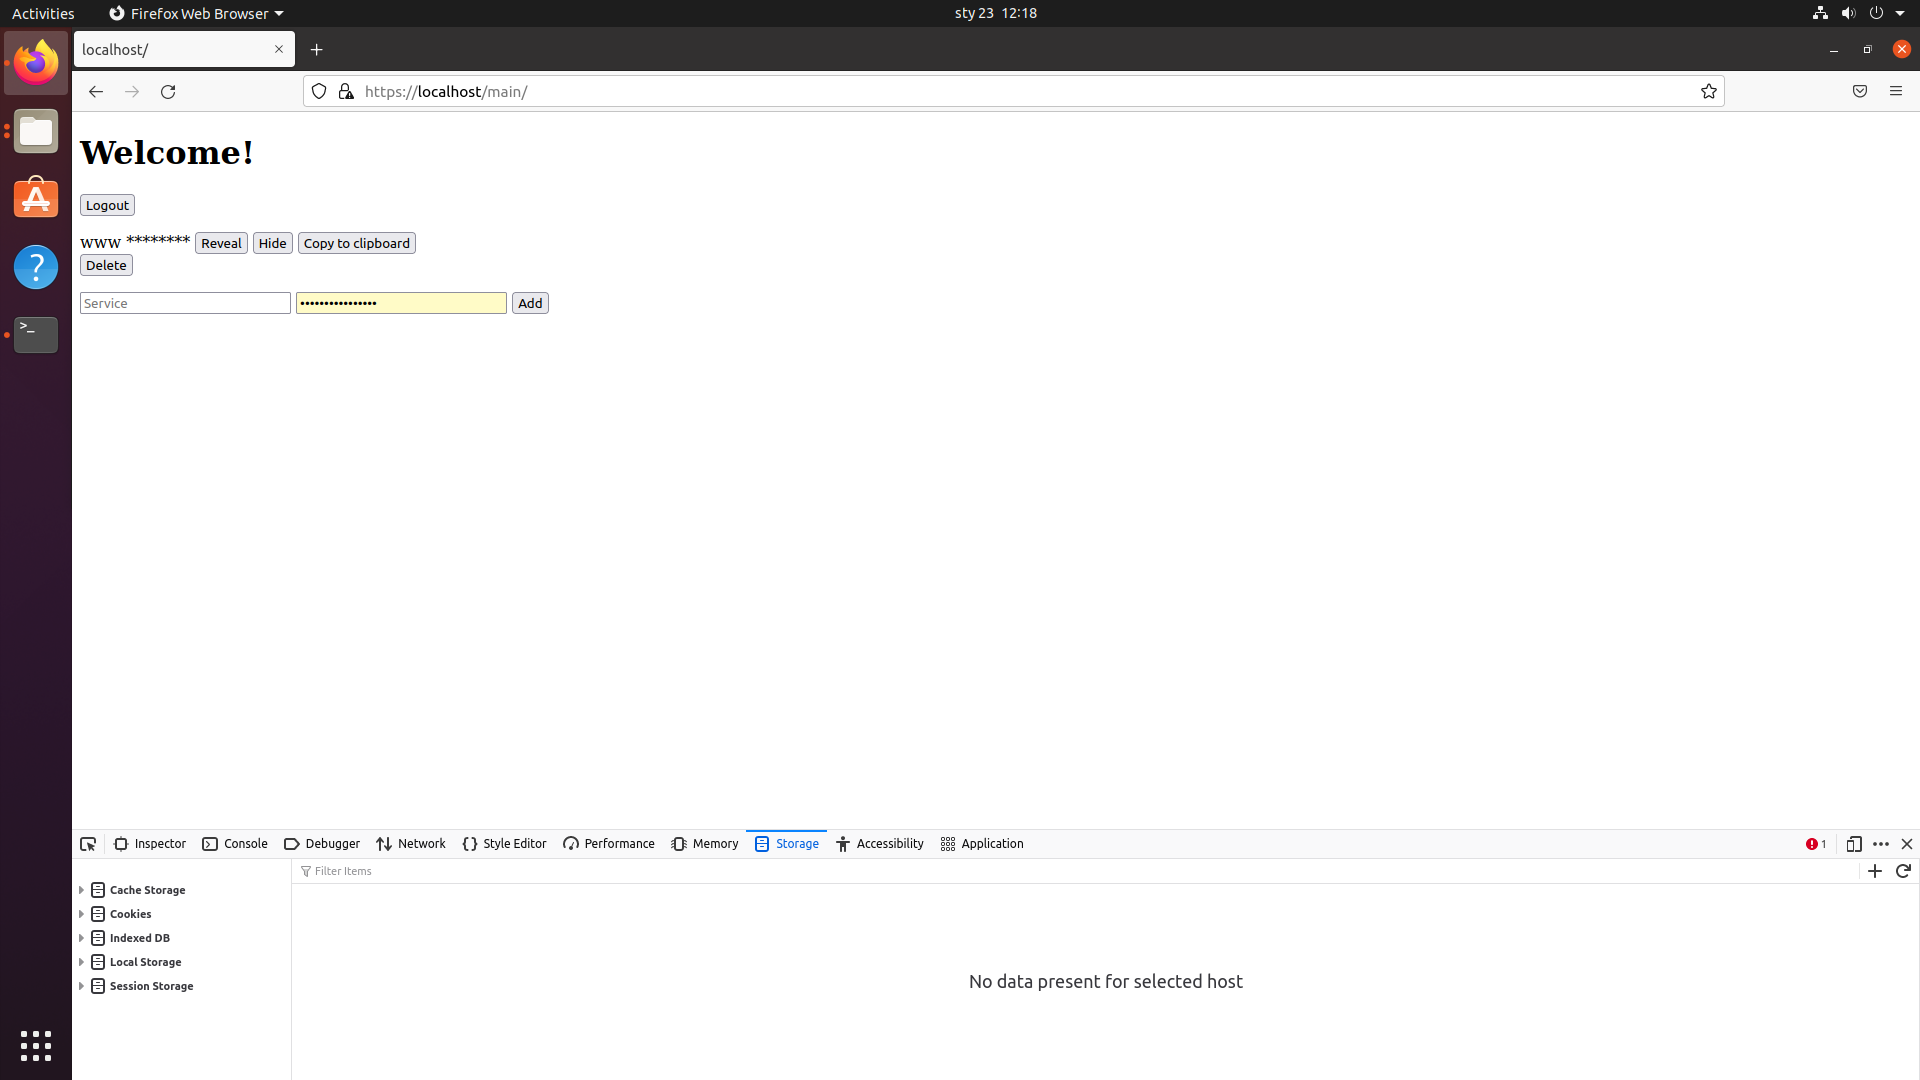 Activities Firefox Web Browser sty 23 12:18
localhost/
https://localhost/main/
Welcome!
Logout
www ******** Reveal Hide Copy to clipboard
Delete
Service •••••••••••••••• Add
Inspector Console Debugger Network Style Editor Performance Memory Storage Accessibility Application 1
Filter Items
Cache Storage
Cookies
Indexed DB
Local Storage
Session Storage
No data present for selected host